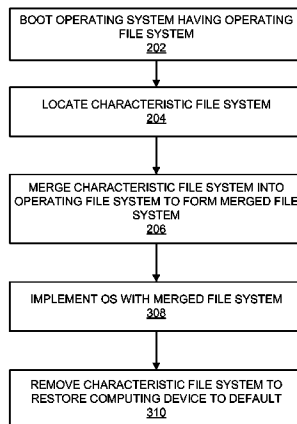 BOOT OPERATING SYSTEM HAVING OPERATING
FILE SYSTEM
202
LOCATE CHARACTERISTIC FILE SYSTEM
204
MERGE CHARACTERISTIC FILE SYSTEM INTO
OPERATING FILE SYSTEM TO FORM MERGED FILE
SYSTEM
206
IMPLEMENT OS WITH MERGED FILE SYSTEM
308
REMOVE CHARACTERISTIC FILE SYSTEM TO
RESTORE COMPUTING DEVICE TO DEFAULT
310